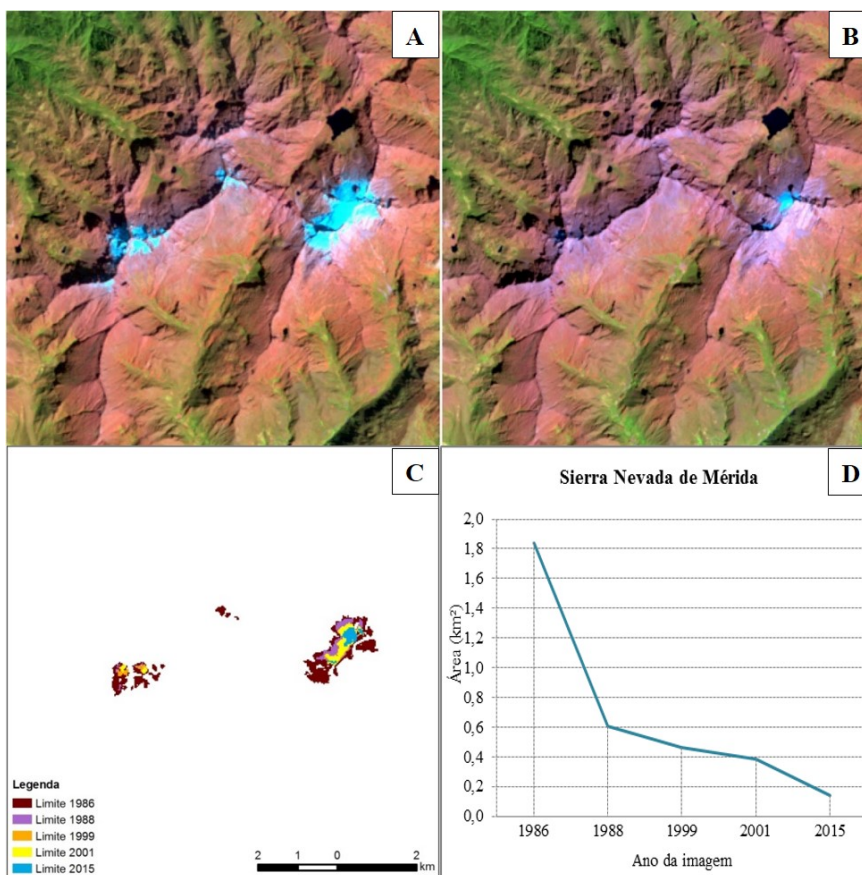 A
B
C
Legenda
Limite 1986
Limite 1988
Limite 1999
Limite 2001
Limite 2015
2 1 0 2
km
D
Sierra Nevada de Mérida
Área (km²)
2,0
1,8
1,6
1,4
1,2
1,0
0,8
0,6
0,4
0,2
0,0
1986 1988 1999 2001 2015
Ano da imagem